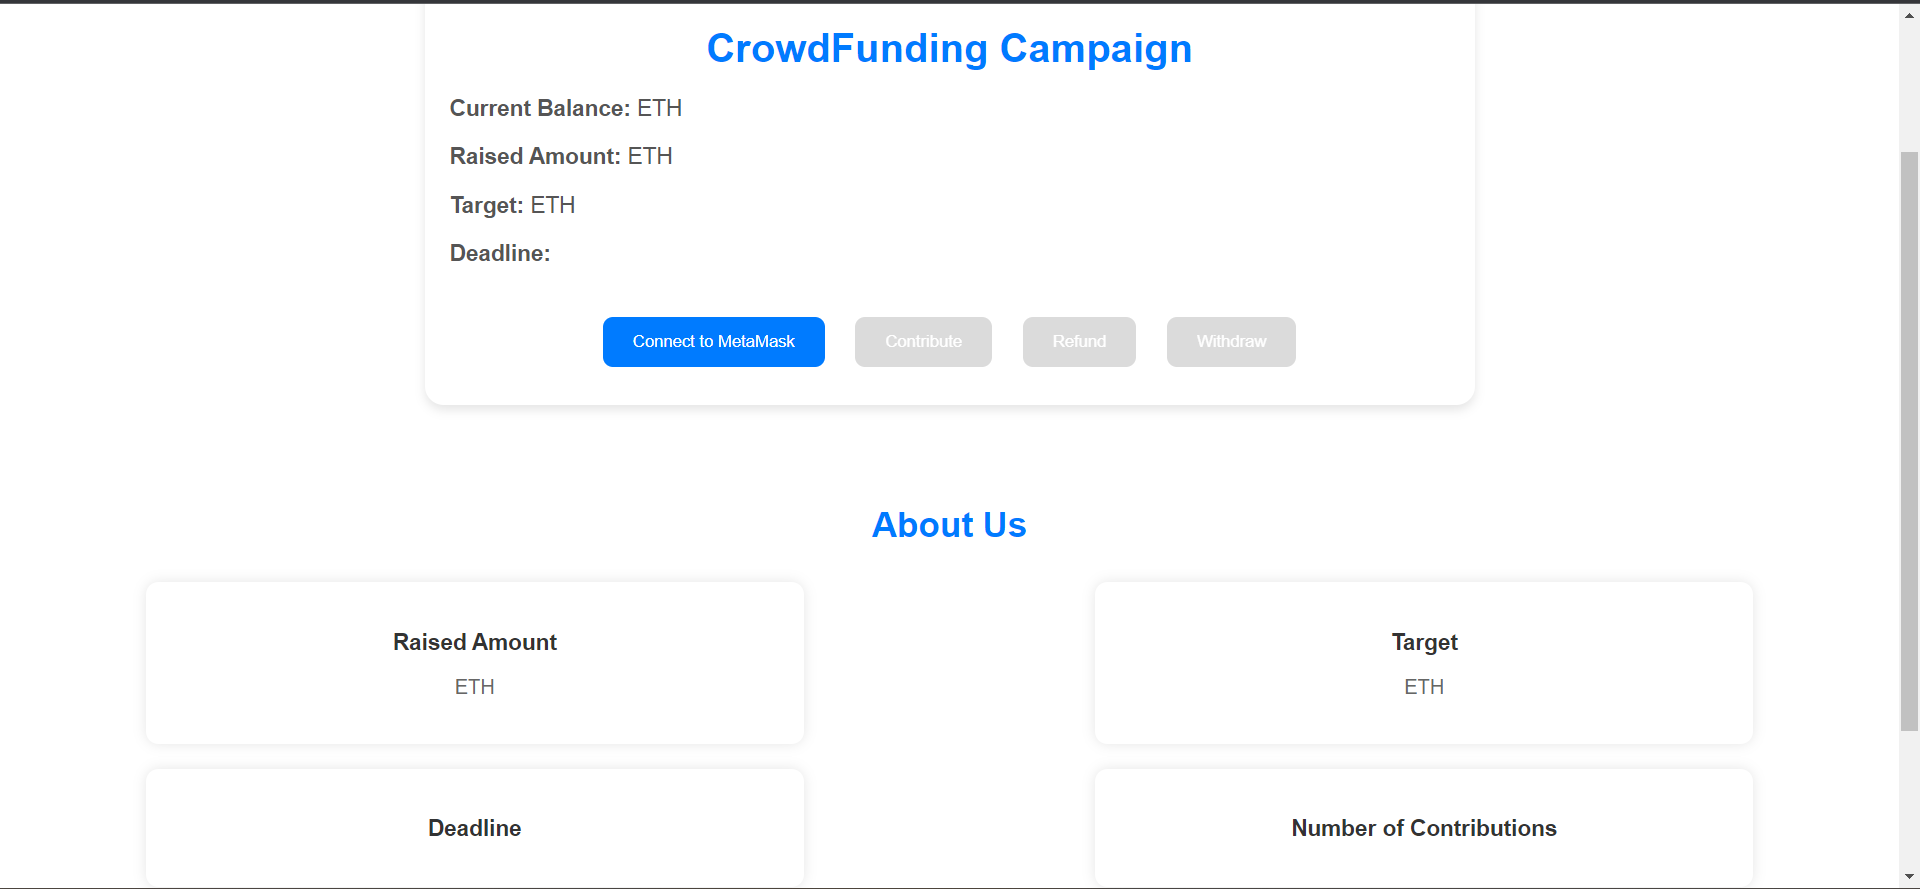 CrowdFunding Campaign
Current Balance: ETH
Raised Amount: ETH
Target: ETH
Deadline:
Connect to MetaMask Contribute Refund Withdraw
About Us
Raised Amount
ETH
Target
ETH
Deadline
Number of Contributions